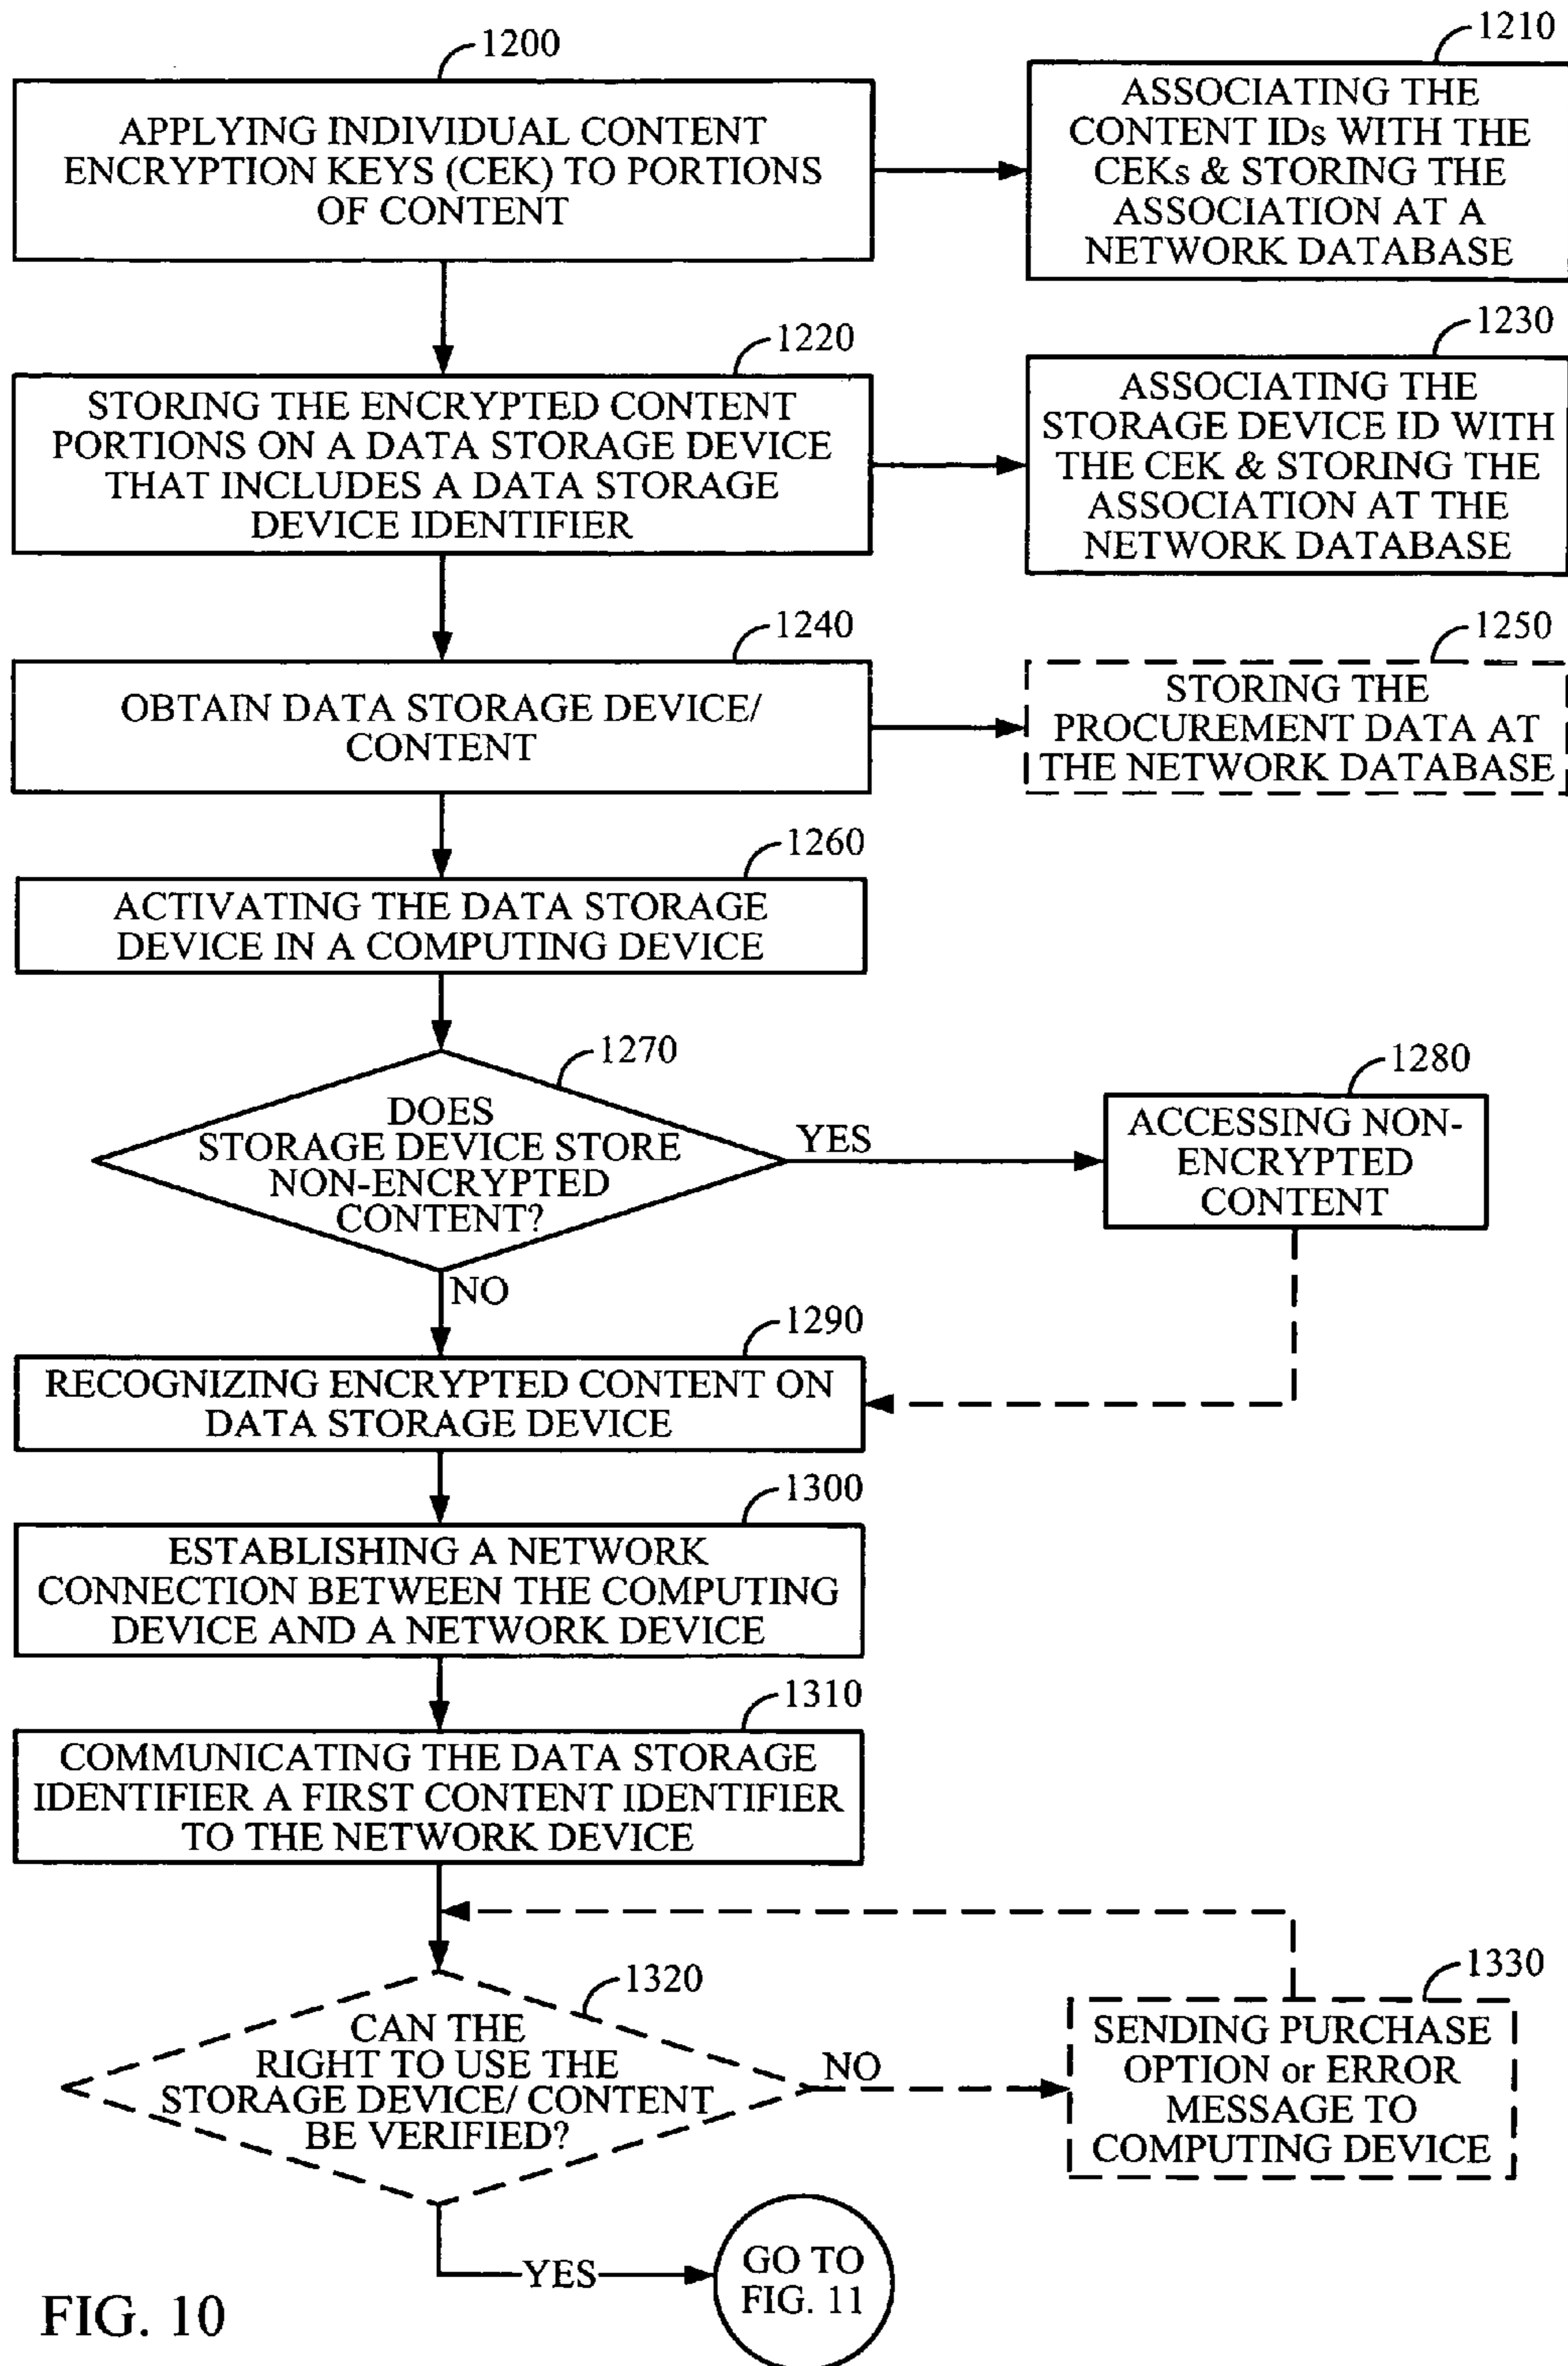 1200
APPLYING INDIVIDUAL CONTENT
ENCRYPTION KEYS (CEK) TO PORTIONS
OF CONTENT
1210
ASSOCIATING THE
CONTENT IDs WITH THE
CEKs & STORING THE
ASSOCIATION AT A
NETWORK DATABASE
1220
STORING THE ENCRYPTED CONTENT
PORTIONS ON A DATA STORAGE DEVICE
THAT INCLUDES A DATA STORAGE
DEVICE IDENTIFIER
1230
ASSOCIATING THE
STORAGE DEVICE ID WITH
THE CEK & STORING THE
ASSOCIATION AT THE
NETWORK DATABASE
1240
OBTAIN DATA STORAGE DEVICE/
CONTENT
1250
STORING THE
PROCUREMENT DATA AT
THE NETWORK DATABASE
1260
ACTIVATING THE DATA STORAGE
DEVICE IN A COMPUTING DEVICE
1270
DOES
STORAGE DEVICE STORE
NON-ENCRYPTED
CONTENT?
YES
1280
ACCESSING NON-
ENCRYPTED
CONTENT
NO
1290
RECOGNIZING ENCRYPTED CONTENT ON
DATA STORAGE DEVICE
1300
ESTABLISHING A NETWORK
CONNECTION BETWEEN THE COMPUTING
DEVICE AND A NETWORK DEVICE
1310
COMMUNICATING THE DATA STORAGE
IDENTIFIER A FIRST CONTENT IDENTIFIER
TO THE NETWORK DEVICE
1320
CAN THE
RIGHT TO USE THE
STORAGE DEVICE/ CONTENT
BE VERIFIED?
NO
1330
SENDING PURCHASE
OPTION or ERROR
MESSAGE TO
COMPUTING DEVICE
YES
GO TO
FIG. 11
FIG. 10